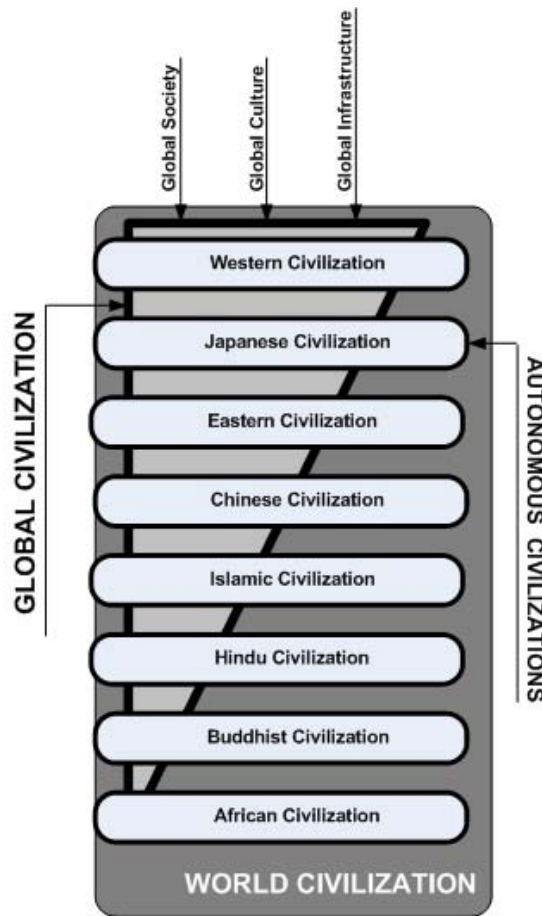 Global Society
Global Culture
Global Infrastructure
Western Civilization
Japanese Civilization
Eastern Civilization
Chinese Civilization
Islamic Civilization
Hindu Civilization
Buddhist Civilization
African Civilization
GLOBAL CIVILIZATION
AUTONOMOUS CIVILIZATIONS
WORLD CIVILIZATION